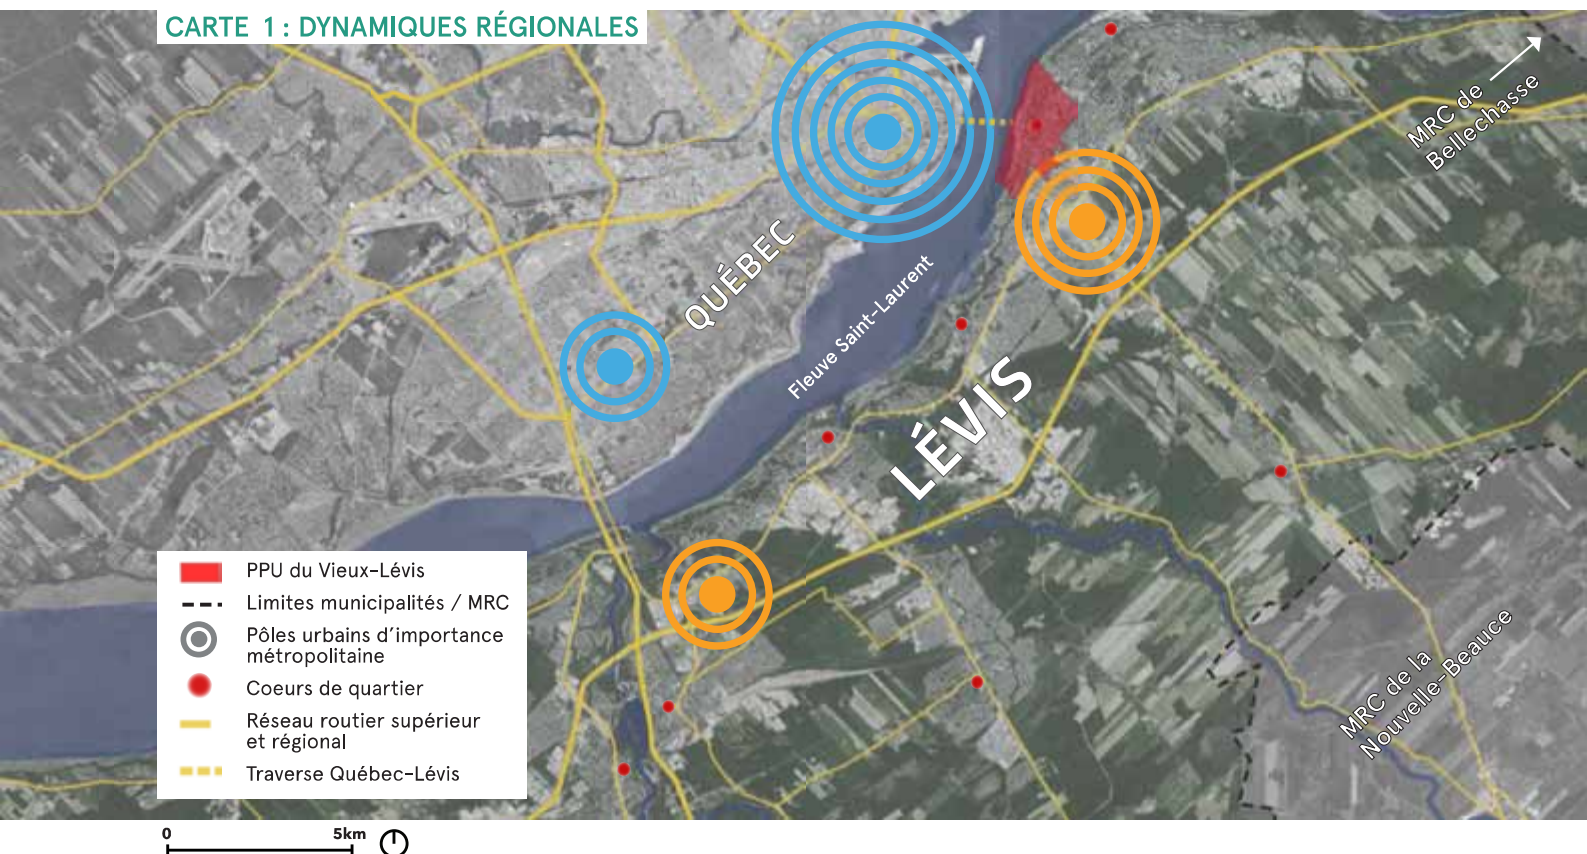 CARTE 1 : DYNAMIQUES RÉGIONALES
MRC de
Bellechasse
QUÉBEC
Fleuve Saint-Laurent
LÉVIS
MRC de la
Nouvelle-Beauce
PPU du Vieux-Lévis
Limites municipalités / MRC
Pôles urbains d'importance
métropolitaine
Coeurs de quartier
Réseau routier supérieur
et régional
Traverse Québec-Lévis
0 5km